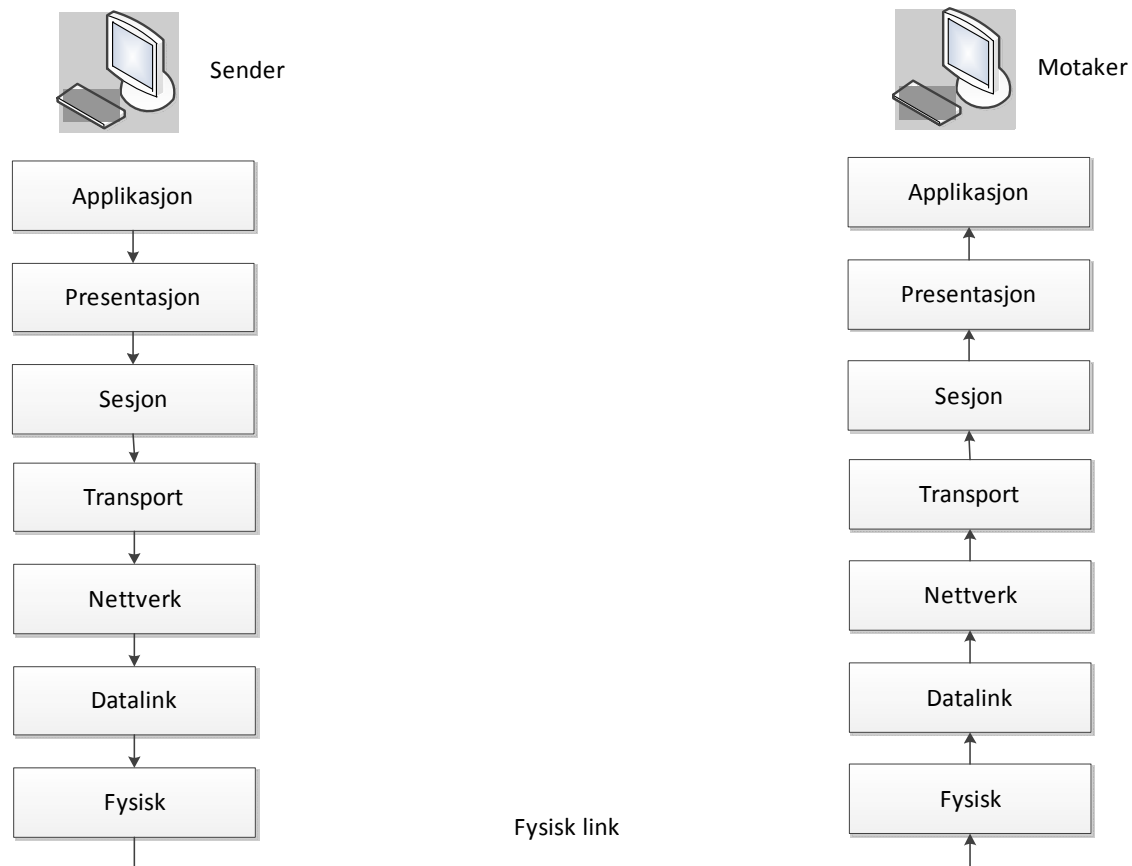 Sender
Applikasjon
Presentasjon
Sesjon
Transport
Nettverk
Datalink
Fysisk
Fysisk link
Motaker
Applikasjon
Presentasjon
Sesjon
Transport
Nettverk
Datalink
Fysisk